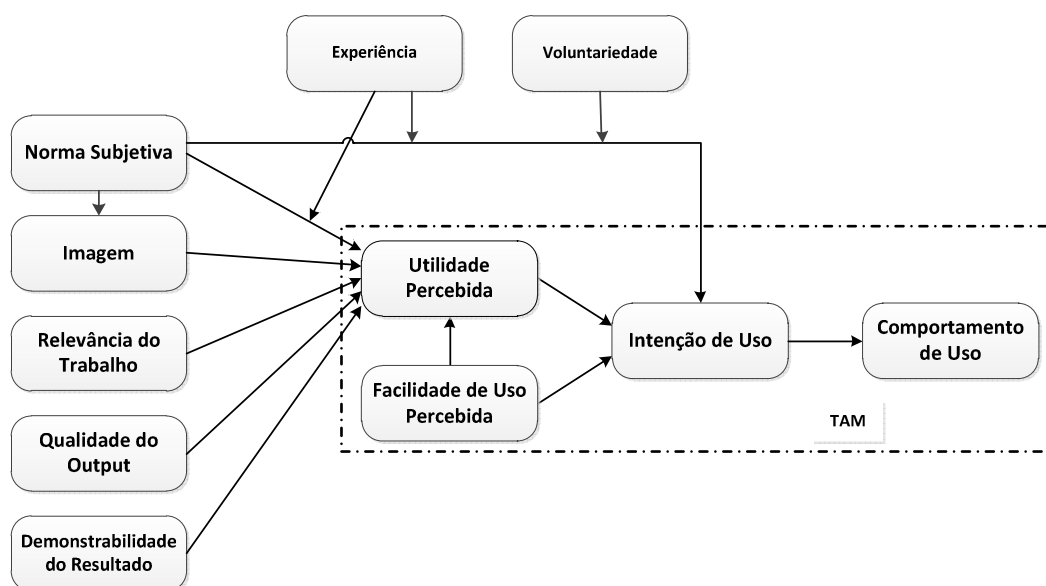 Experiência
Voluntariedade
Norma Subjetiva
Imagem
Utilidade
Percebida
Relevância do
Trabalho
Intenção de Uso
Comportamento
de Uso
Facilidade de Uso
Percebida
TAM
Qualidade do
Output
Demonstrabilidade
do Resultado